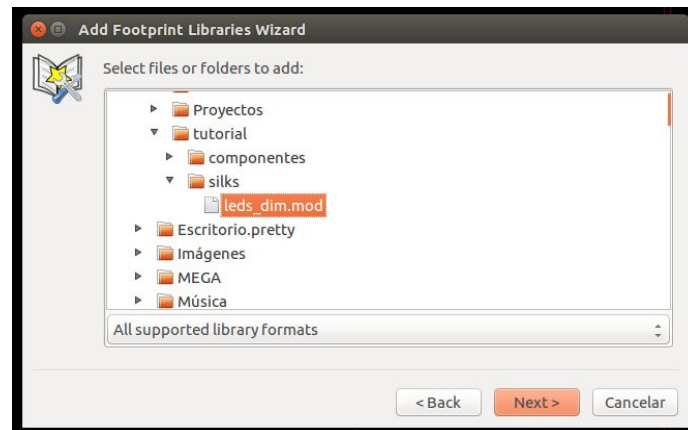 Add Footprint Libraries Wizard
Select files or folders to add:
Proyectos
tutorial
componentes
silks
leds_dim.mod
Escritorio.pretty
Imágenes
MEGA
Música
All supported library formats
< Back Next > Cancelar